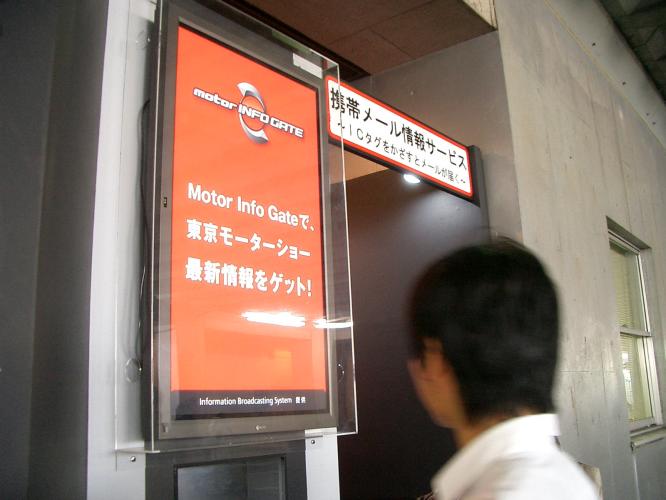 motor INFO GATE
Motor Info Gateで、
東京モーターショー
最新情報をゲット!
Information Broadcasting System 提供
携帯メール情報サービス
～ICタグをかざすとメールが届く～